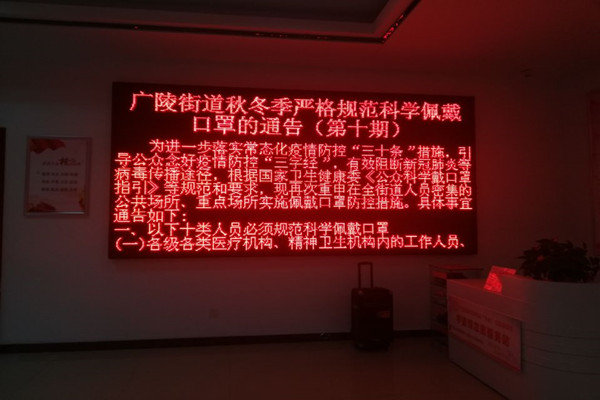 广陵街道秋冬季严格规范科学佩戴
口罩的通告（第十期）
为进一步落实常态化疫情防控“三十条”措施，引
导公众念好疫情防控“三字经”，有效阻断新冠肺炎等
病毒传播途径，根据国家卫生健康委《公众科学戴口罩
指引》等规范和要求，现再次重申在全街道人员密集的
公共场所、重点场所实施佩戴口罩防控措施。具体事宜
通告如下：
一、以下十类人员必须规范科学佩戴口罩
(一)各级各类医疗机构、精神卫生机构内的工作人员、